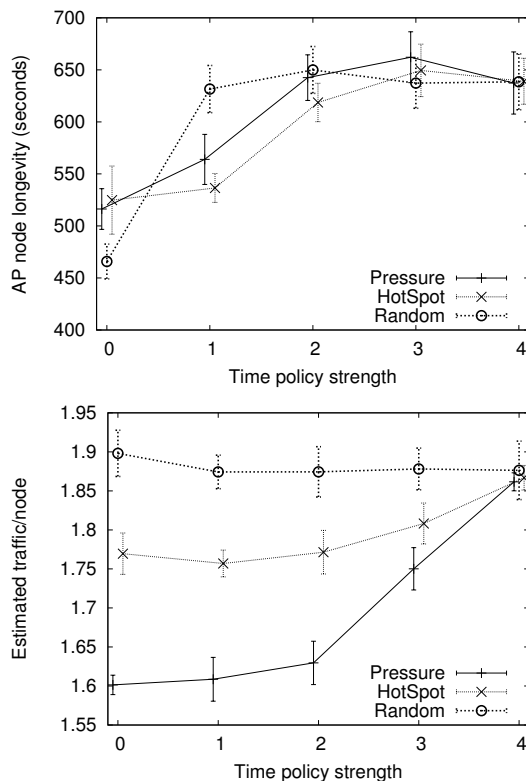 AP node longevity (seconds)
700
650
600
550
500
450
400
0 1 2 3 4
Time policy strength
Pressure
HotSpot
Random
Estimated traffic/node
1.95
1.9
1.85
1.8
1.75
1.7
1.65
1.6
1.55
0 1 2 3 4
Time policy strength
Pressure
HotSpot
Random